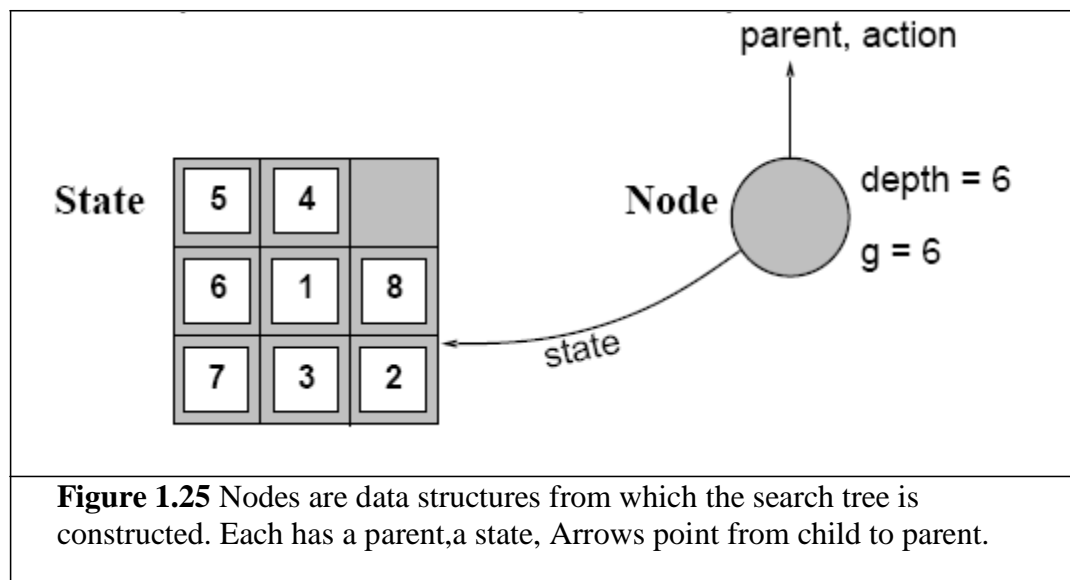 parent, action
State
5 4
Node
depth = 6
6 1 8
g = 6
state
7 3 2
Figure 1.25 Nodes are data structures from which the search tree is
constructed. Each has a parent,a state, Arrows point from child to parent.